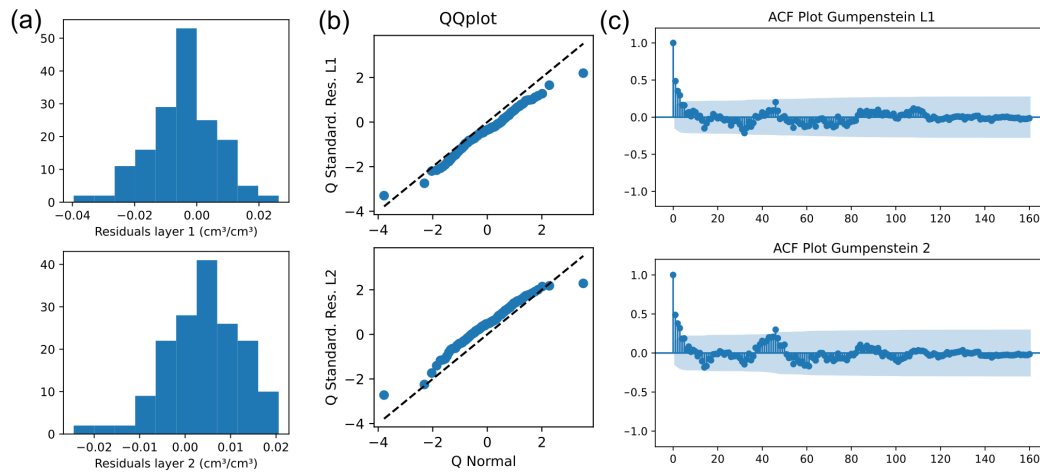 (a)
50
40
30
20
10
0
−0.04 −0.02 0.00 0.02
Residuals layer 1 (cm³/cm³)
40
30
20
10
0
−0.02 −0.01 0.00 0.01 0.02
Residuals layer 2 (cm³/cm³)
(b)
QQplot
Q Standard. Res. L1
2
0
−2
−4
−4 −2 0 2
Q Standard. Res. L2
2
0
−2
−4
−4 −2 0 2
Q Normal
(c)
ACF Plot Gumpenstein L1
1.0
0.5
0.0
−0.5
−1.0
0 20 40 60 80 100 120 140 160
ACF Plot Gumpenstein 2
1.0
0.5
0.0
−0.5
−1.0
0 20 40 60 80 100 120 140 160